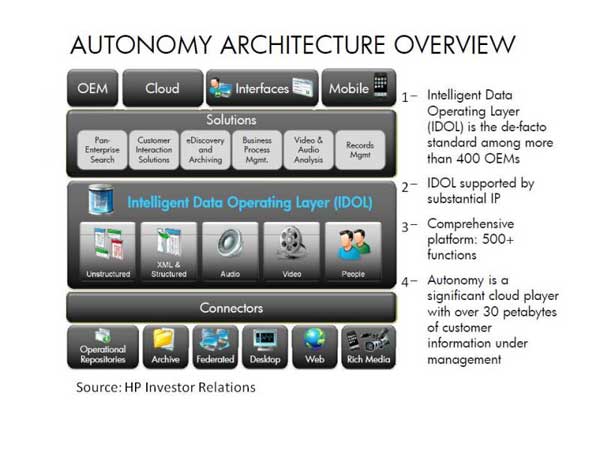 AUTONOMY ARCHITECTURE OVERVIEW
OEM
Cloud
Interfaces
Mobile
Solutions
Pan-
Enterprise
Search
Customer
Interaction
Solutions
eDiscovery
and
Archiving
Business
Process
Mgmt.
Video &
Audio
Analysis
Records
Mgmt
Intelligent Data Operating Layer (IDOL)
Unstructured
XML &
Structured
Audio
Video
People
Connectors
Operational
Repositories
Archive
Federated
Desktop
Web
Rich Media
1– Intelligent Data
Operating Layer
(IDOL) is the de-facto
standard among more
than 400 OEMs
2– IDOL supported by
substantial IP
3– Comprehensive
platform: 500+
functions
4– Autonomy is a
significant cloud player
with over 30 petabytes
of customer
information under
management
Source: HP Investor Relations